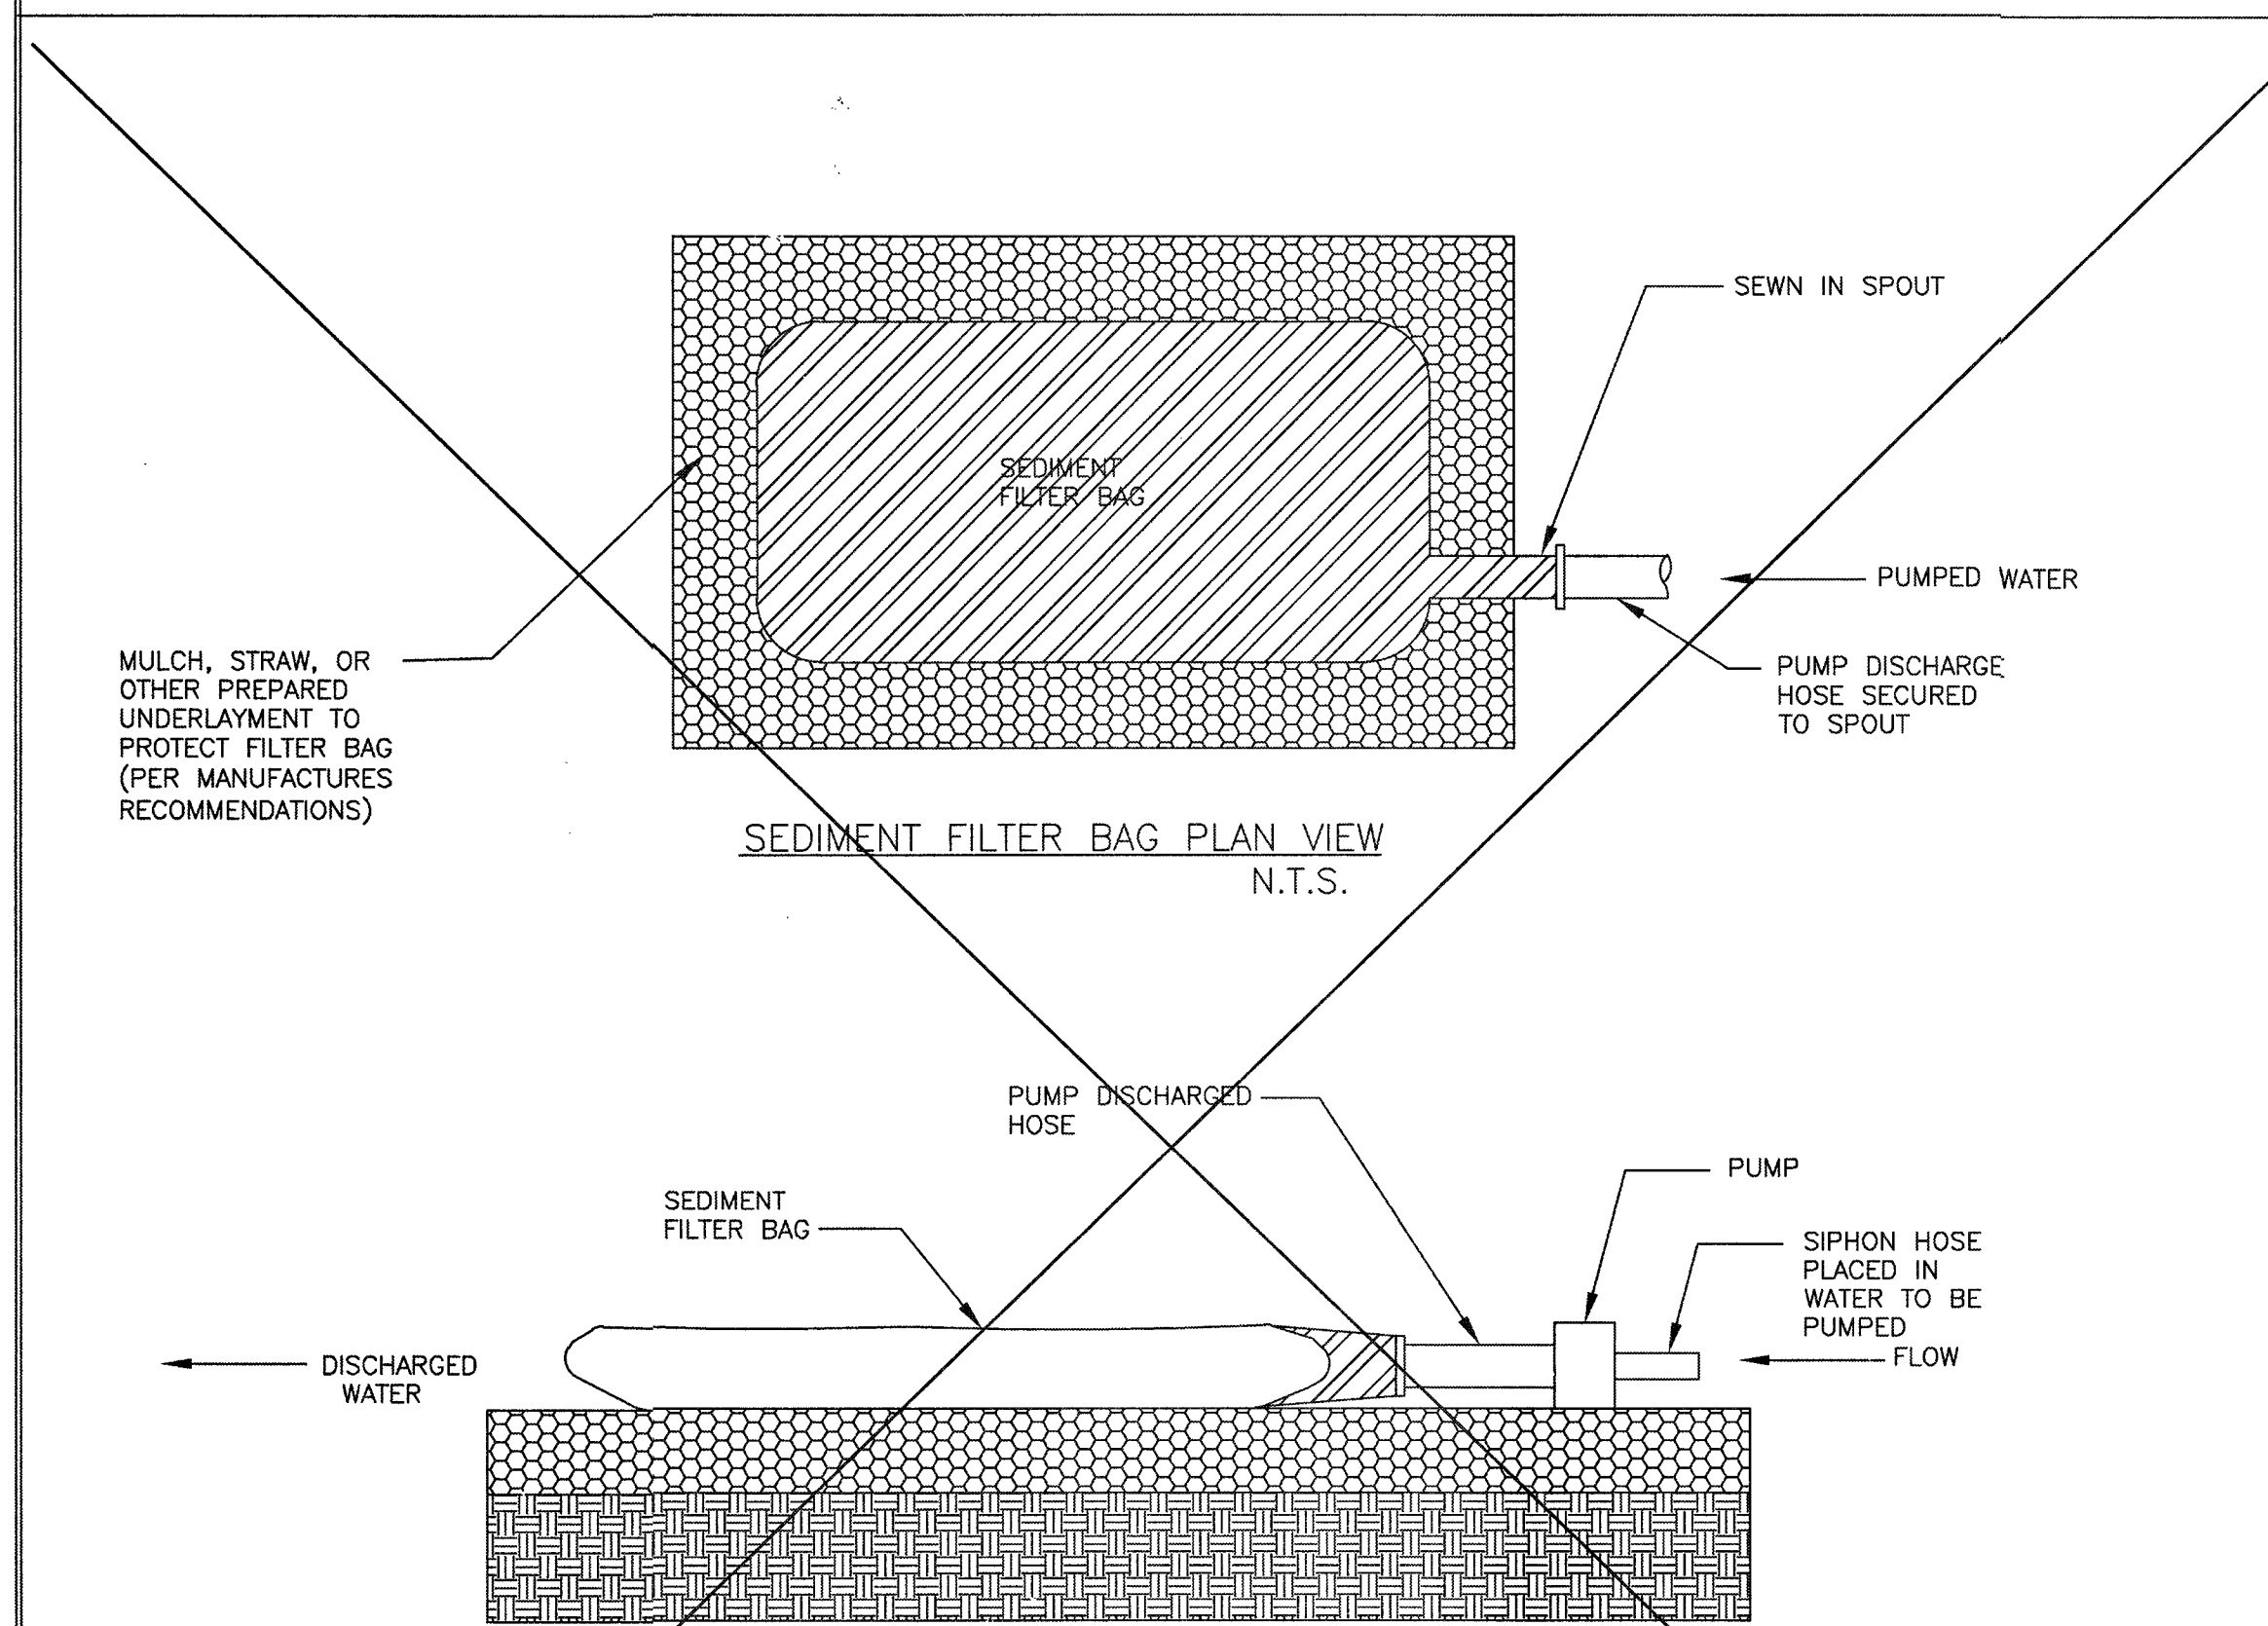 SEWN IN SPOUT
SEDIMENT
FILTER BAG
PUMPED WATER
MULCH, STRAW, OR
OTHER PREPARED
UNDERLAYMENT TO
PROTECT FILTER BAG
(PER MANUFACTURES
RECOMMENDATIONS)
PUMP DISCHARGE
HOSE SECURED
TO SPOUT
SEDIMENT FILTER BAG PLAN VIEW
N.T.S.
PUMP DISCHARGED
HOSE
PUMP
SEDIMENT
FILTER BAG
SIPHON HOSE
PLACED IN
WATER TO BE
PUMPED
FLOW
DISCHARGED
WATER